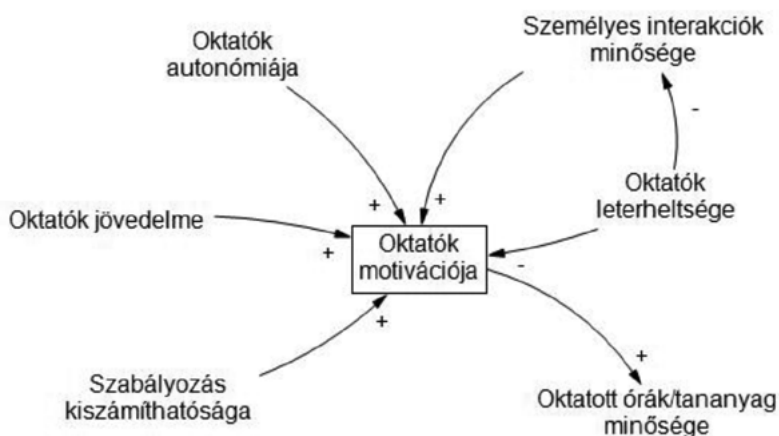 Személyes interakciók
minősége
Oktatók
autonómiája
-
Oktatók
leterheltsége
+
+
Oktatók jövedelme
+
Oktatók
motivációja
-
+
+
Szabályozás
kiszámíthatósága
Oktatott órák/tananyag
minősége